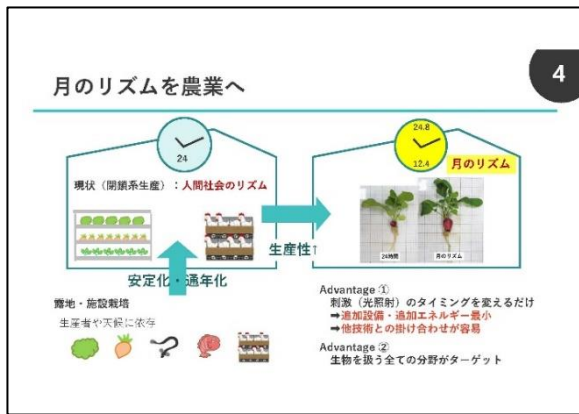 4
月のリズムを農業へ
24
現状（閉鎖系生産）：人間社会のリズム
安定化・通年化
露地・施設栽培
生産者や天候に依存
生産性↑
24.8
12.4
月のリズム
24時間
月のリズム
Advantage ①
刺激（光照射）のタイミングを変えるだけ
➡追加設備・追加エネルギー最小
➡他技術との掛け合わせが容易
Advantage ②
生物を扱う全ての分野がターゲット